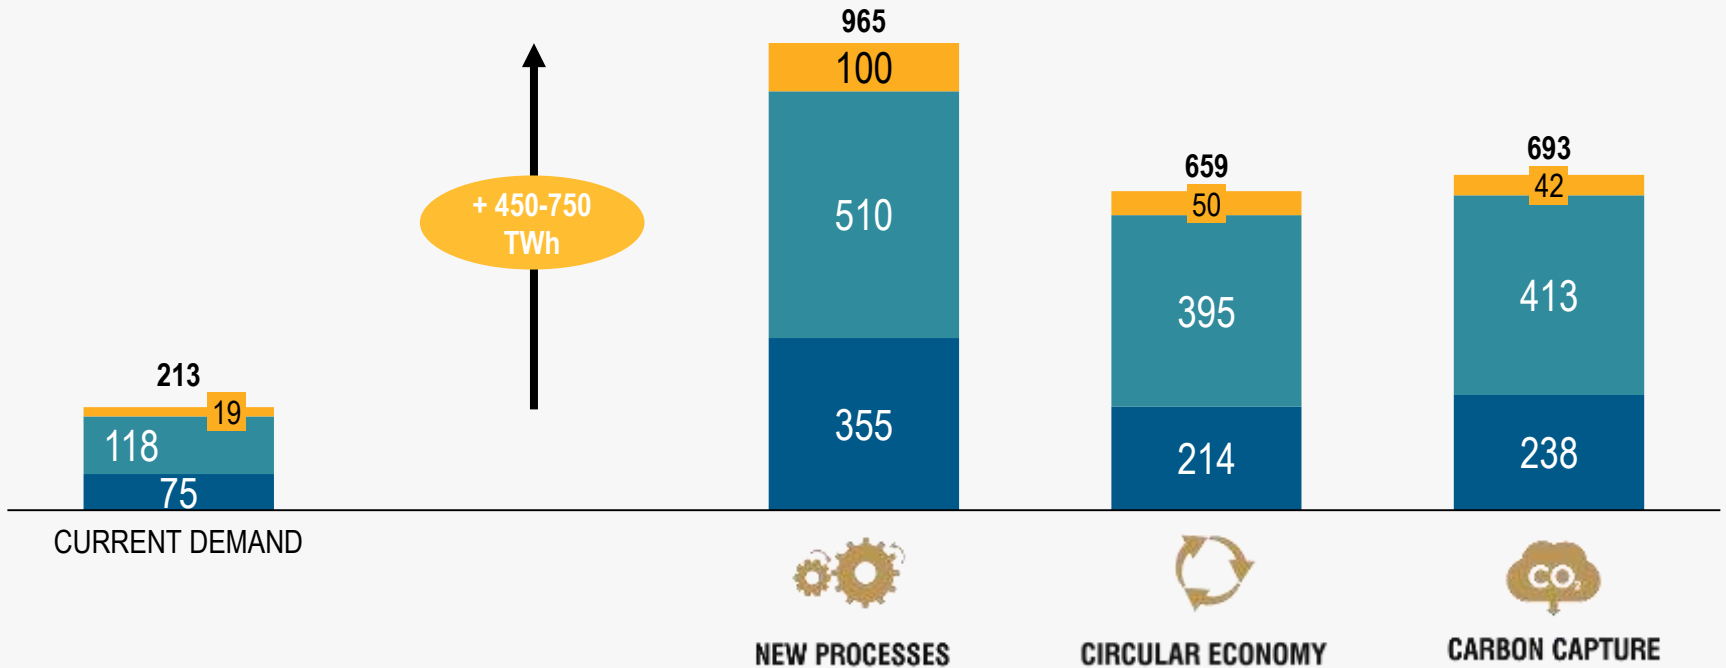 965
100
510
355
+ 450-750
TWh
659
50
395
214
693
42
413
238
213
19
118
75
CURRENT DEMAND
CO₂
NEW PROCESSES
CIRCULAR ECONOMY
CARBON CAPTURE